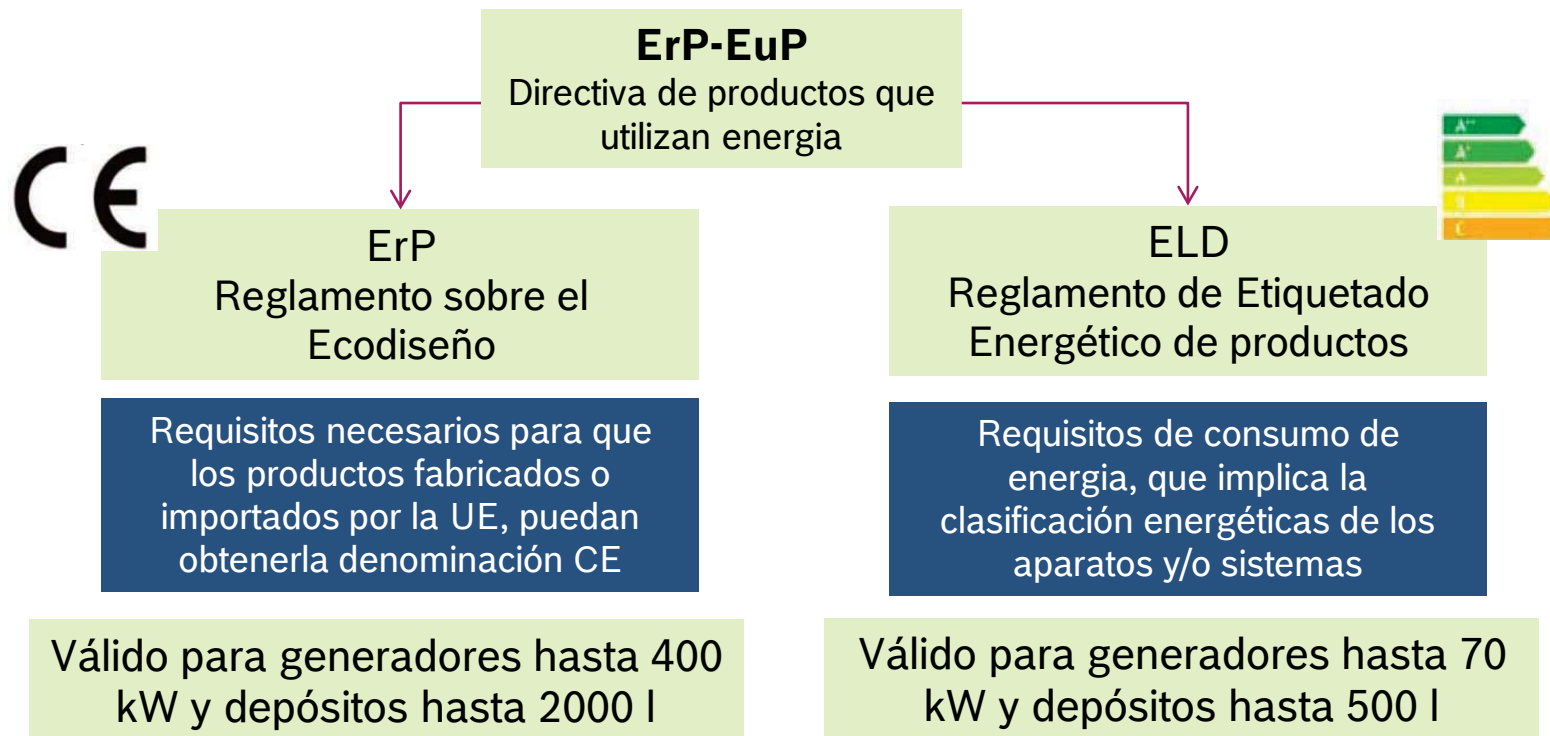 ErP-EuP
Directiva de productos que
utilizan energia
CE
A++
A+
A
B
C
ErP
Reglamento sobre el
Ecodiseño
ELD
Reglamento de Etiquetado
Energético de productos
Requisitos necesarios para que
los productos fabricados o
importados por la UE, puedan
obtenerla denominación CE
Requisitos de consumo de
energia, que implica la
clasificación energéticas de los
aparatos y/o sistemas
Válido para generadores hasta 400
kW y depósitos hasta 2000 l
Válido para generadores hasta 70
kW y depósitos hasta 500 l